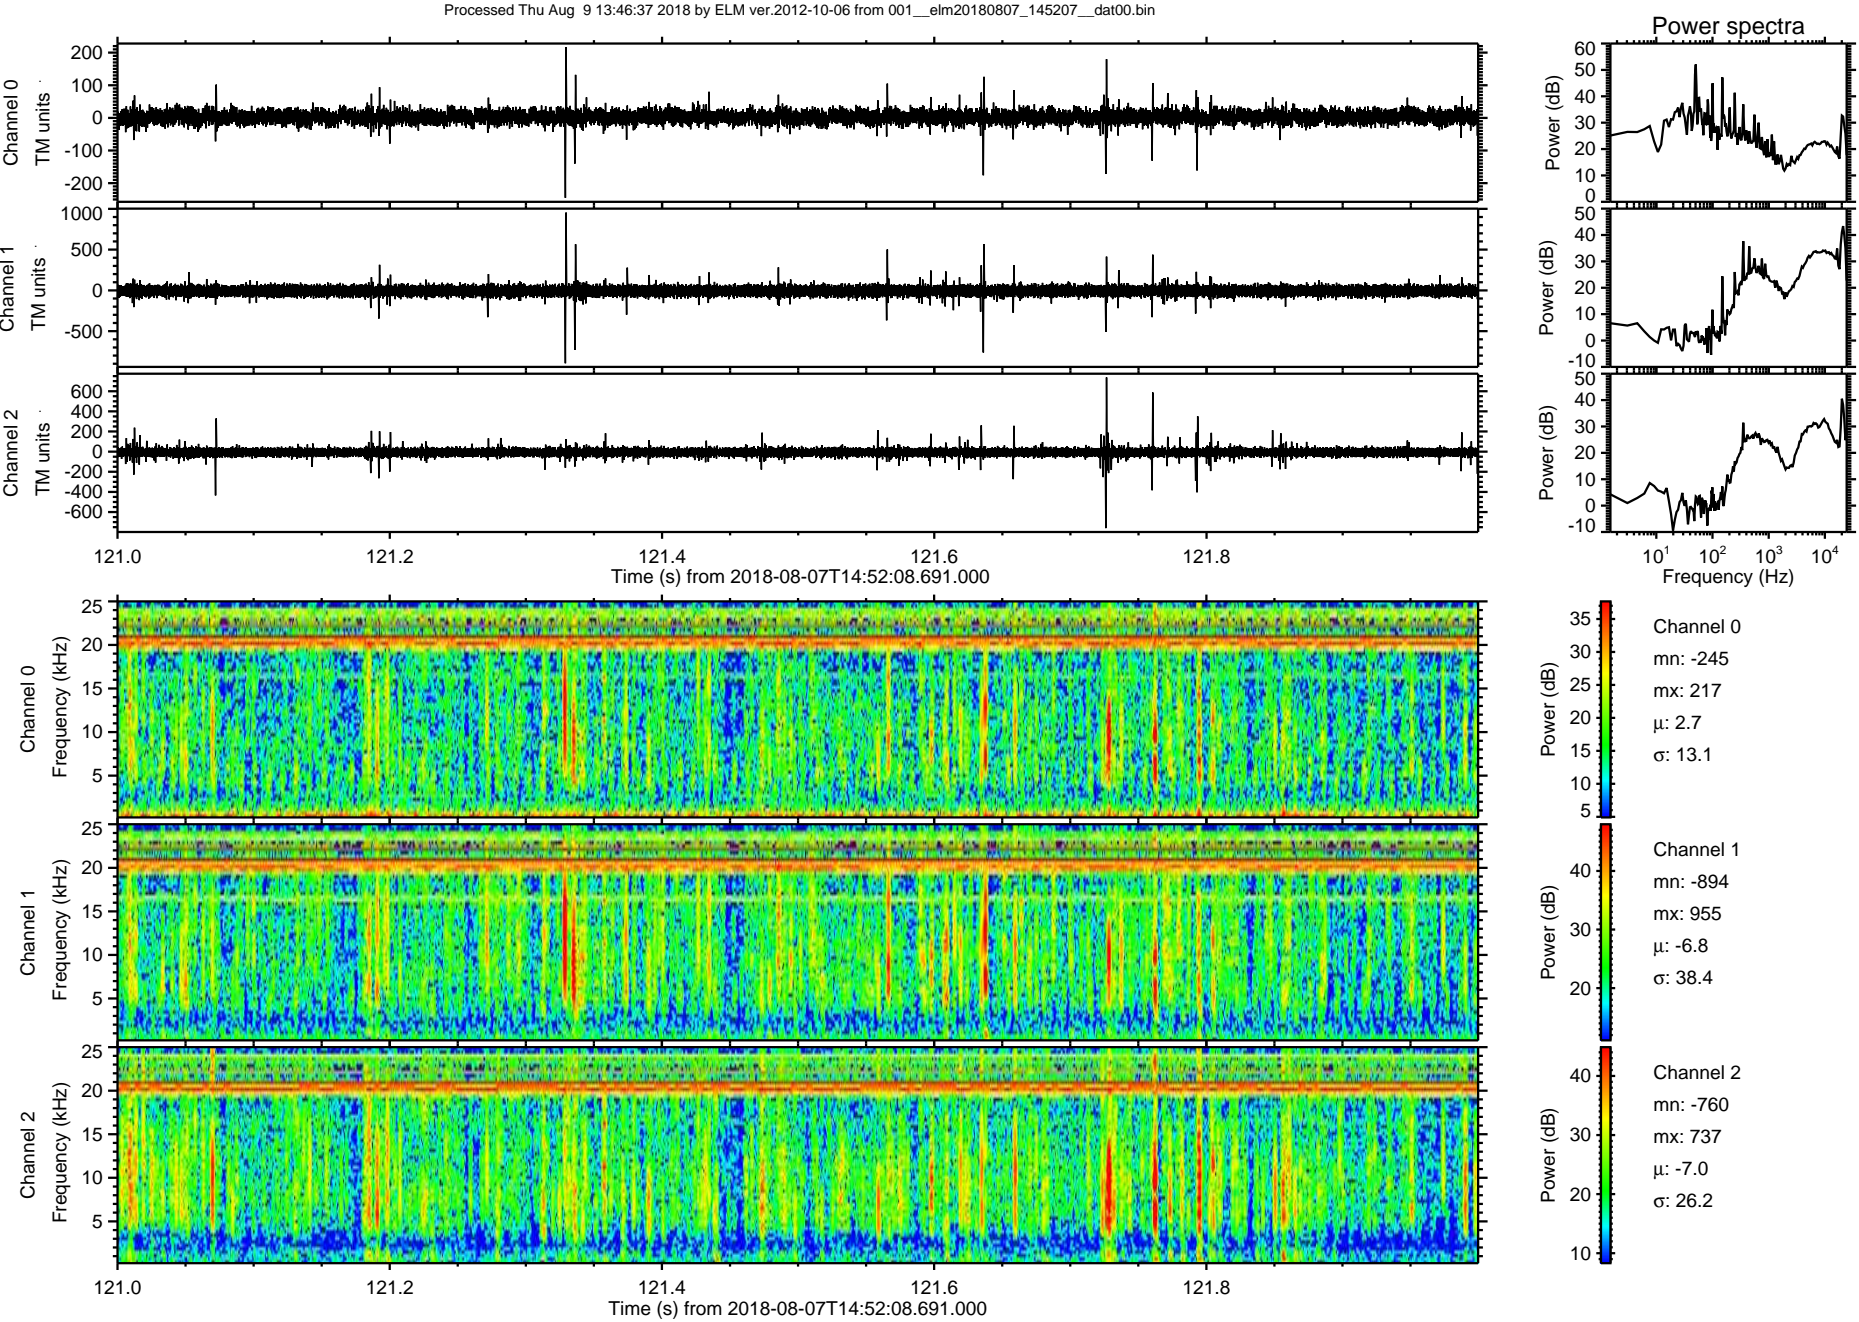 Processed Thu Aug  9 13:46:37 2018 by ELM ver.2012-10-06 from 001__elm20180807_145207__dat00.bin
Power spectra
Channel 0
TM units
200
100
0
-100
-200
Power (dB)
60
50
40
30
20
10
0
Channel 1
TM units
1000
500
0
-500
Power (dB)
50
40
30
20
10
0
-10
Channel 2
TM units
600
400
200
0
-200
-400
-600
Power (dB)
50
40
30
20
10
0
-10
121.0 121.2 121.4 121.6 121.8
Time (s) from 2018-08-07T14:52:08.691.000
10¹ 10² 10³ 10⁴
Frequency (Hz)
Channel 0
Frequency (kHz)
25
20
15
10
5
Power (dB)
35
30
25
20
15
10
5
Channel 0
mn: -245
mx: 217
μ: 2.7
σ: 13.1
Channel 1
Frequency (kHz)
25
20
15
10
5
Power (dB)
40
30
20
Channel 1
mn: -894
mx: 955
μ: -6.8
σ: 38.4
Channel 2
Frequency (kHz)
25
20
15
10
5
Power (dB)
40
30
20
10
Channel 2
mn: -760
mx: 737
μ: -7.0
σ: 26.2
121.0 121.2 121.4 121.6 121.8
Time (s) from 2018-08-07T14:52:08.691.000